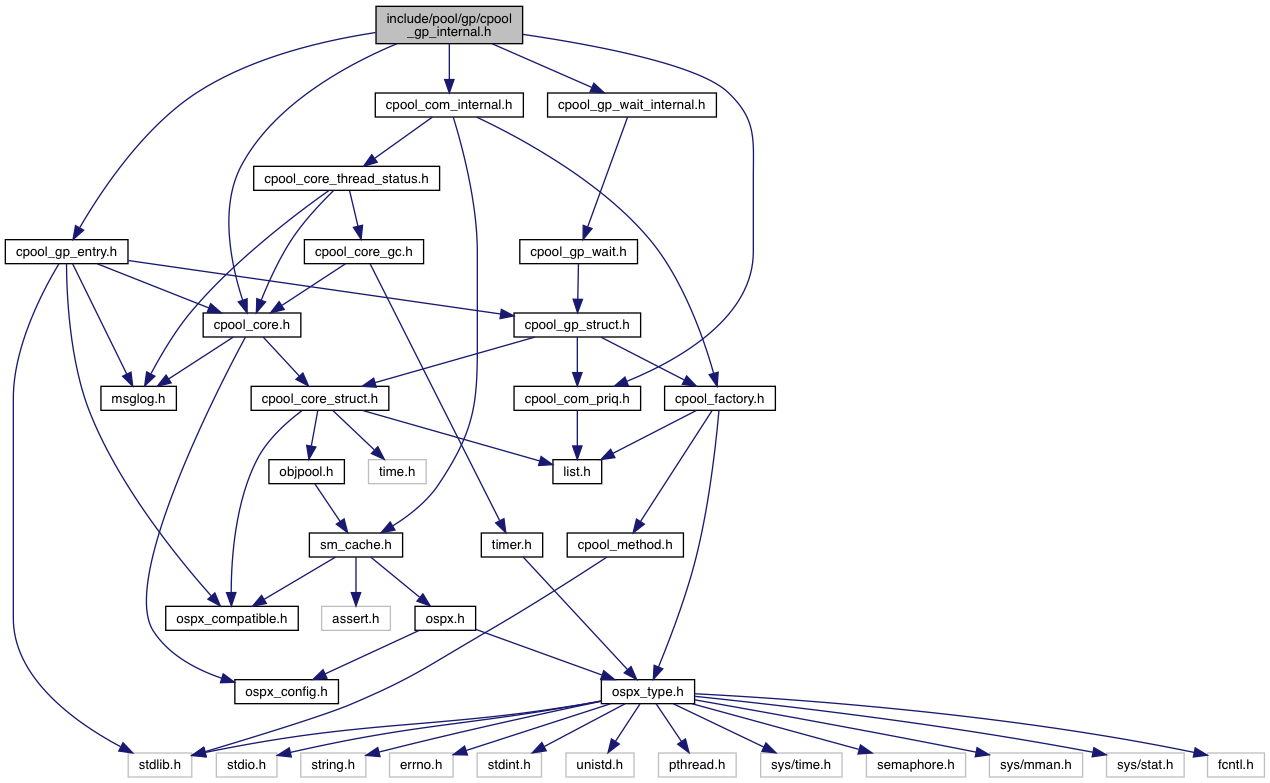 include/pool/gp/cpool
_gp_internal.h
cpool_com_internal.h
cpool_gp_wait_internal.h
cpool_core_thread_status.h
cpool_gp_entry.h
cpool_core_gc.h
cpool_gp_wait.h
cpool_core.h
cpool_gp_struct.h
msglog.h
cpool_core_struct.h
cpool_com_priq.h
cpool_factory.h
objpool.h
time.h
list.h
sm_cache.h
timer.h
cpool_method.h
ospx_compatible.h
assert.h
ospx.h
ospx_config.h
ospx_type.h
stdlib.h
stdio.h
string.h
errno.h
stdint.h
unistd.h
pthread.h
sys/time.h
semaphore.h
sys/mman.h
sys/stat.h
fcntl.h